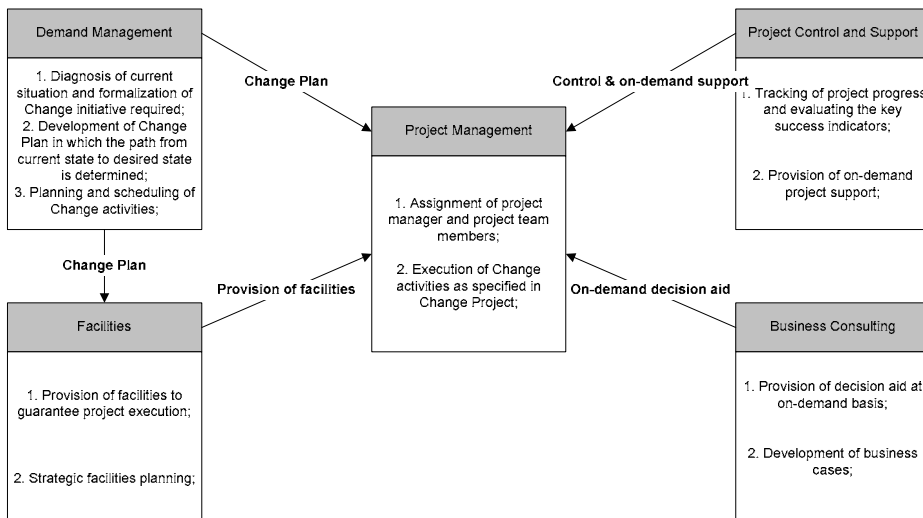 Demand Management
1. Diagnosis of current
situation and formalization of
Change initiative required;
2. Development of Change
Plan in which the path from
current state to desired state
is determined;
3. Planning and scheduling of
Change activities;
Change Plan
Change Plan
Facilities
1. Provision of facilities to
guarantee project execution;
2. Strategic facilities planning;
Provision of facilities
Project Management
1. Assignment of project
manager and project team
members;
2. Execution of Change
activities as specified in
Change Project;
Control & on-demand support
Project Control and Support
1. Tracking of project progress
and evaluating the key
success indicators;
2. Provision of on-demand
project support;
On-demand decision aid
Business Consulting
1. Provision of decision aid at
on-demand basis;
2. Development of business
cases;